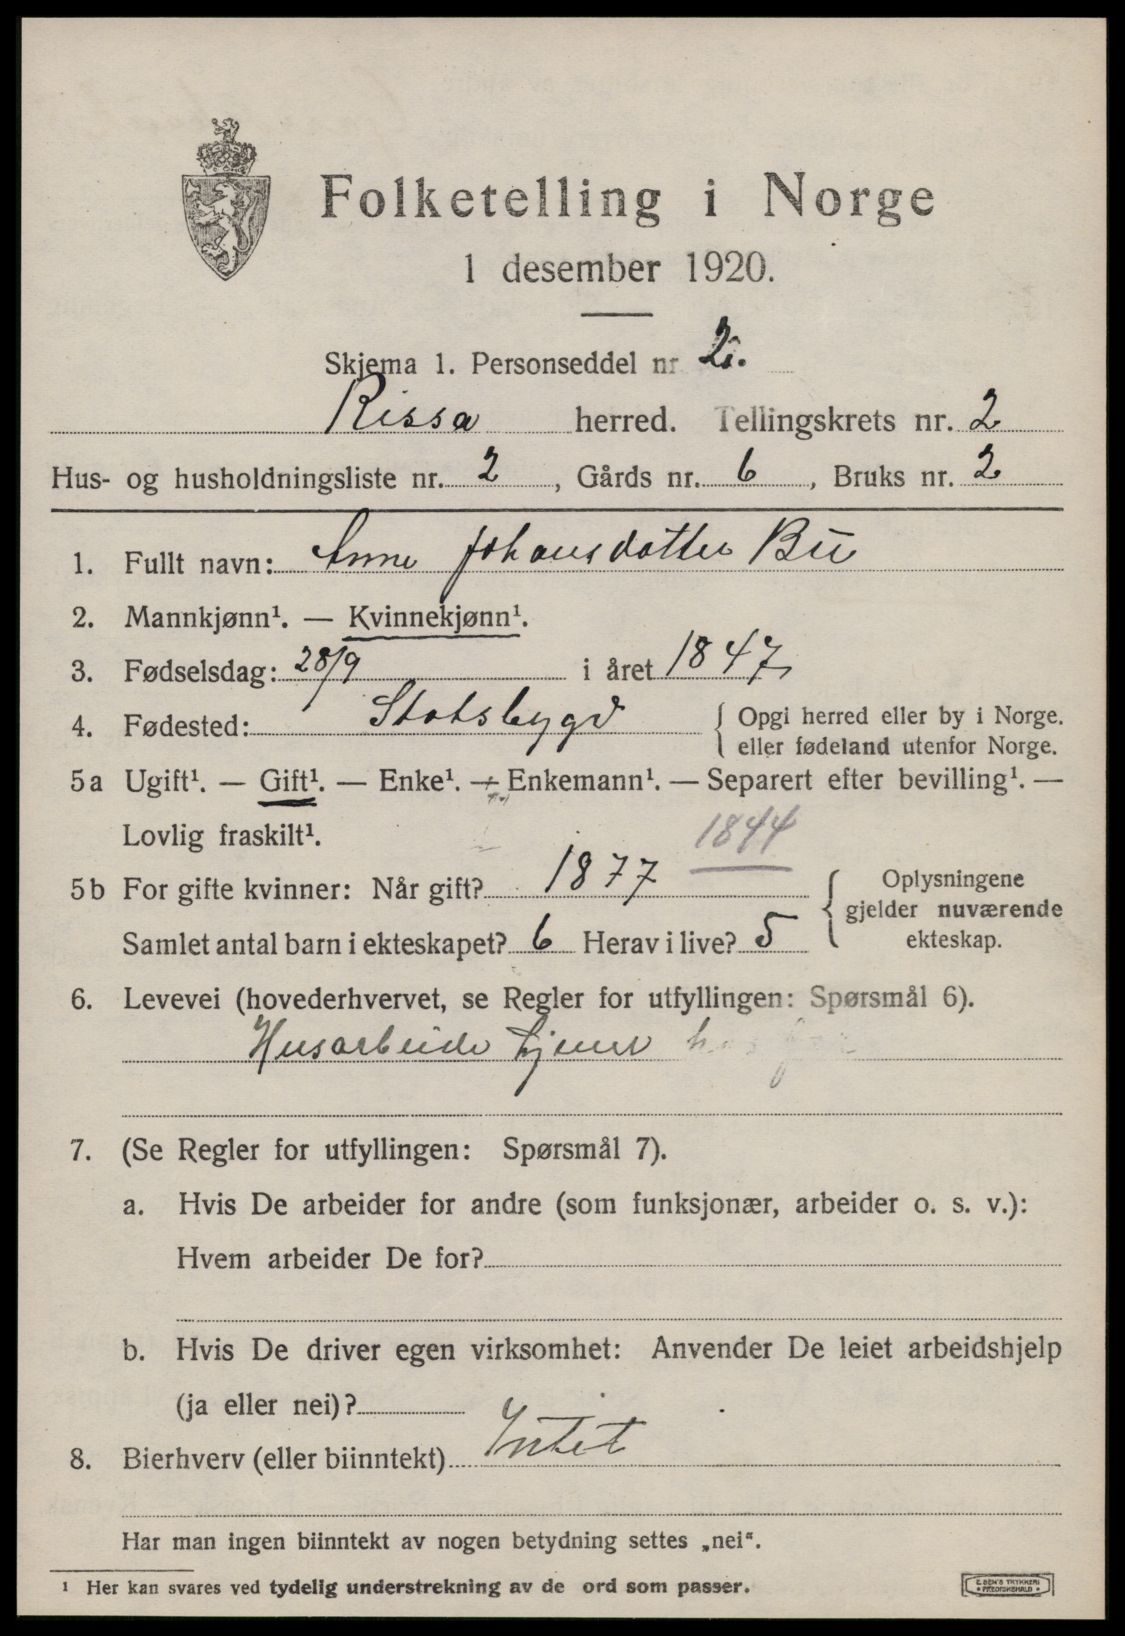 Folketelling i Norge
1 desember 1920.
Skjema 1. Personseddel nr 2.
Rissa herred. Tellingskrets nr. 2
Hus- og husholdningsliste nr. 2, Gårds nr. 6, Bruks nr. 2
1. Fullt navn: Anne Johansdatter Bü
2. Mannkjønn¹. — Kvinnekjønn¹.
3. Fødselsdag: 28/9 i året 1847
4. Fødested: Statsbygd { Opgi herred eller by i Norge.
eller fødeland utenfor Norge.
5a Ugift¹. — Gift¹. — Enke¹. — Enkemann¹. — Separert efter bevilling¹. —
Lovlig fraskilt¹. 1844
5b For gifte kvinner: Når gift? 1877 { Oplysningene
gjelder nuværende
Samlet antal barn i ekteskapet? 6 Herav i live? 5 ekteskap.
6. Levevei (hovederhvervet, se Regler for utfyllingen: Spørsmål 6).
Husarbeide
7. (Se Regler for utfyllingen: Spørsmål 7).
a. Hvis De arbeider for andre (som funksjonær, arbeider o. s. v.):
Hvem arbeider De for?
b. Hvis De driver egen virksomhet: Anvender De leiet arbeidshjelp
(ja eller nei)?
8. Bierhverv (eller biinntekt) Intet
Har man ingen biinntekt av nogen betydning settes „nei“.
¹ Her kan svares ved tydelig understrekning av de ord som passer.